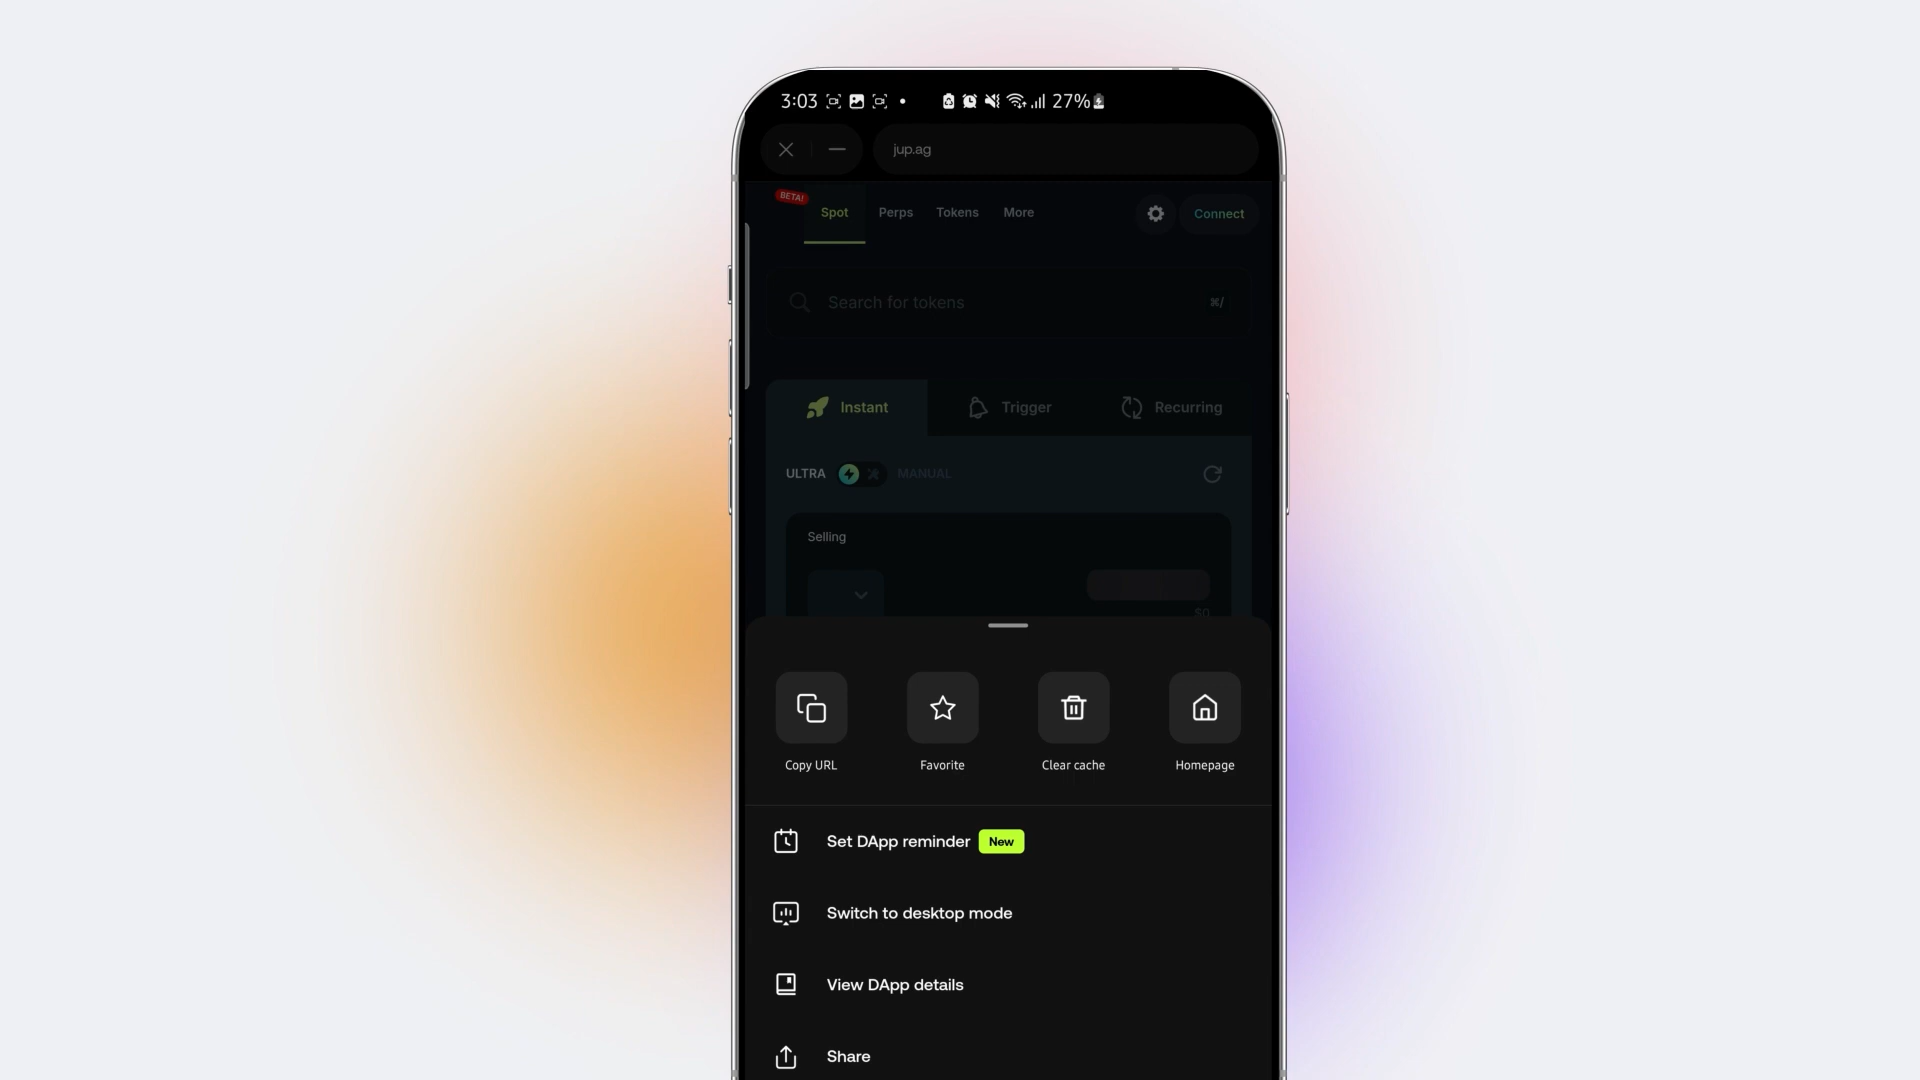 3:03 27%
jup.ag
BETA!
Spot Perps Tokens More Connect
Search for tokens ⌘/
Instant Trigger Recurring
ULTRA MANUAL
Selling
$0
Copy URL Favorite Clear cache Homepage
Set DApp reminder New
Switch to desktop mode
View DApp details
Share